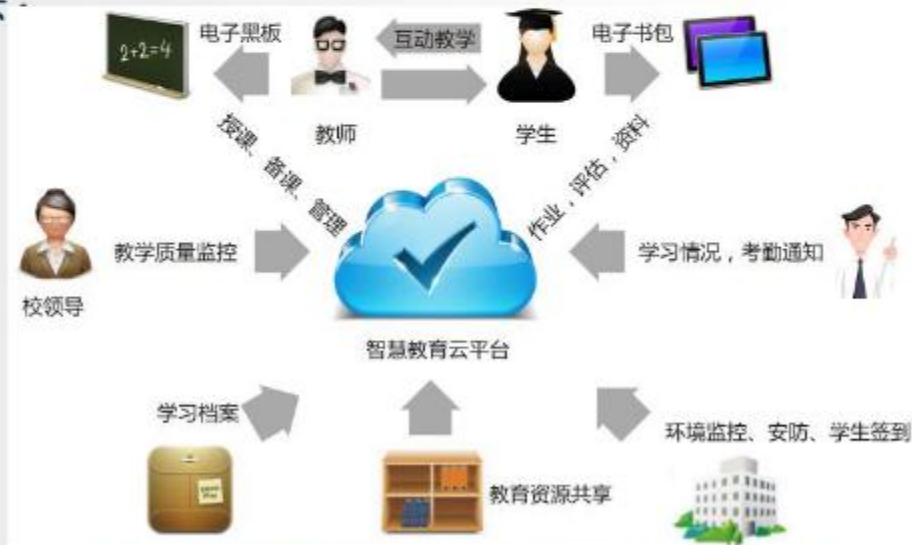 电子黑板
互动教学
电子书包
2+2=4
教师
学生
授课、备课、管理
作业，评估，资料
教学质量监控
学习情况，考勤通知
校领导
智慧教育云平台
学习档案
环境监控、安防、学生签到
教育资源共享